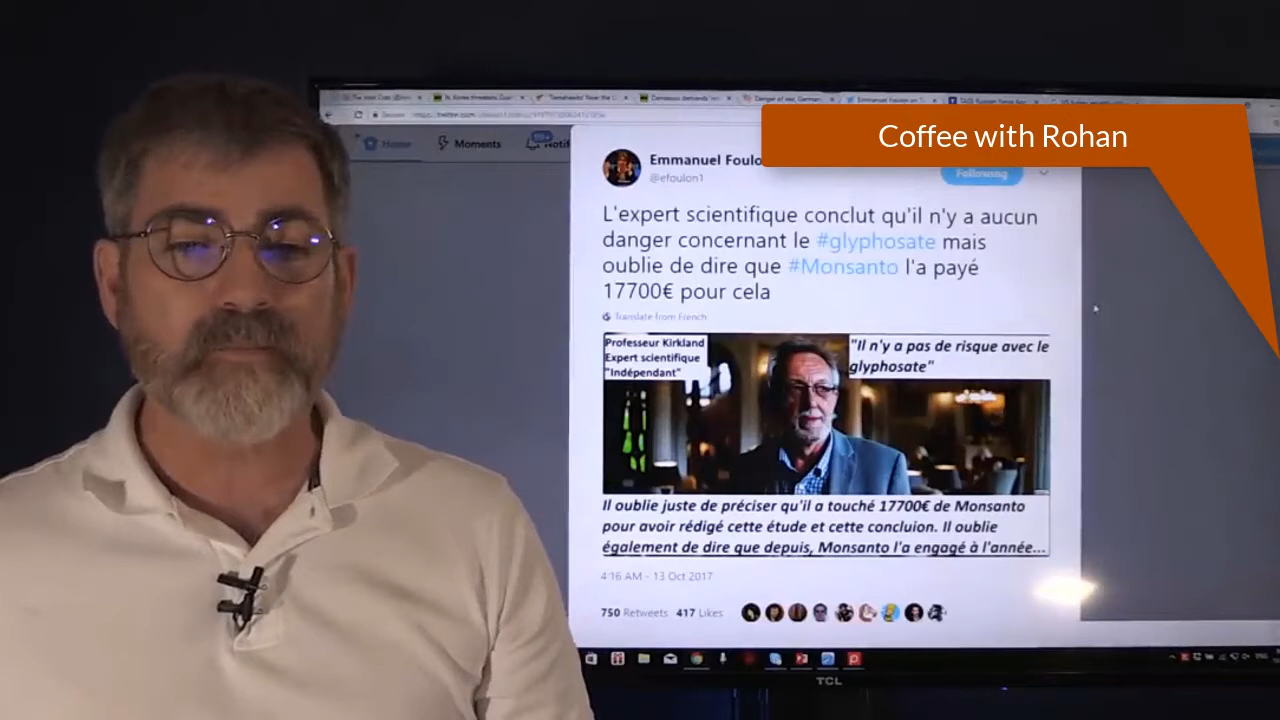 Coffee with Rohan
Home
Moments
Emmanuel Foulo
@efoulon1
Following
L'expert scientifique conclut qu'il n'y a aucun
danger concernant le #glyphosate mais
oublie de dire que #Monsanto l'a payé
17700€ pour cela
Translate from French
Professeur Kirkland
Expert scientifique
"Indépendant"
"Il n'y a pas de risque avec le
glyphosate"
Il oublie juste de préciser qu'il a touché 17700€ de Monsanto
pour avoir rédigé cette étude et cette concluion. Il oublie
également de dire que depuis, Monsanto l'a engagé à l'année...
4:16 AM - 13 Oct 2017
750 Retweets 417 Likes
TCL